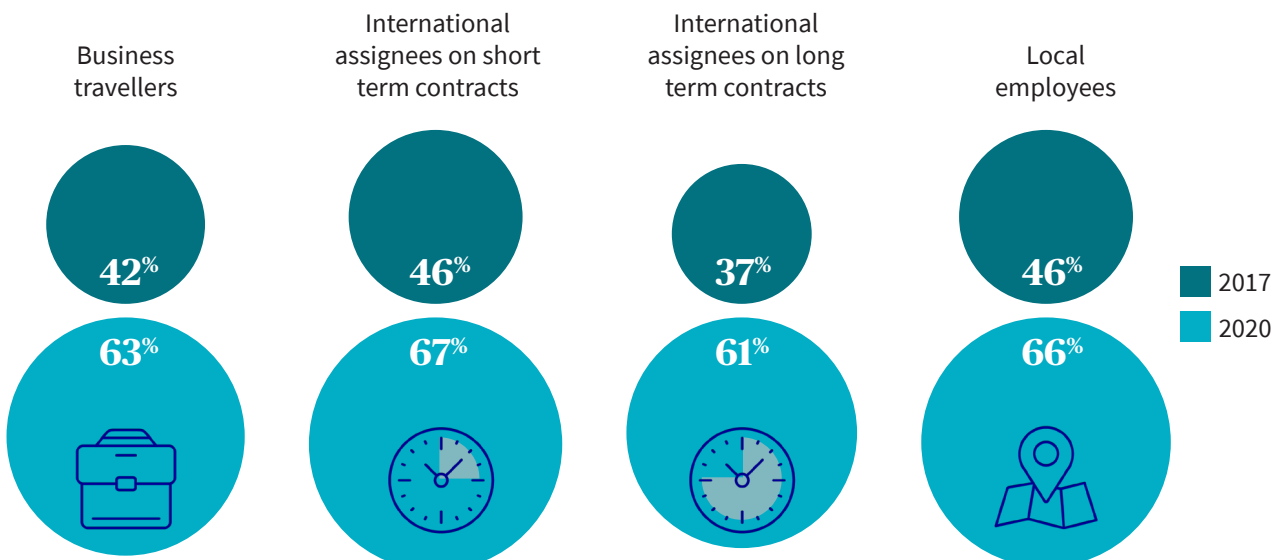 Business
travellers
International
assignees on short
term contracts
International
assignees on long
term contracts
Local
employees
42%
46%
37%
46%
2017
2020
63%
67%
61%
66%